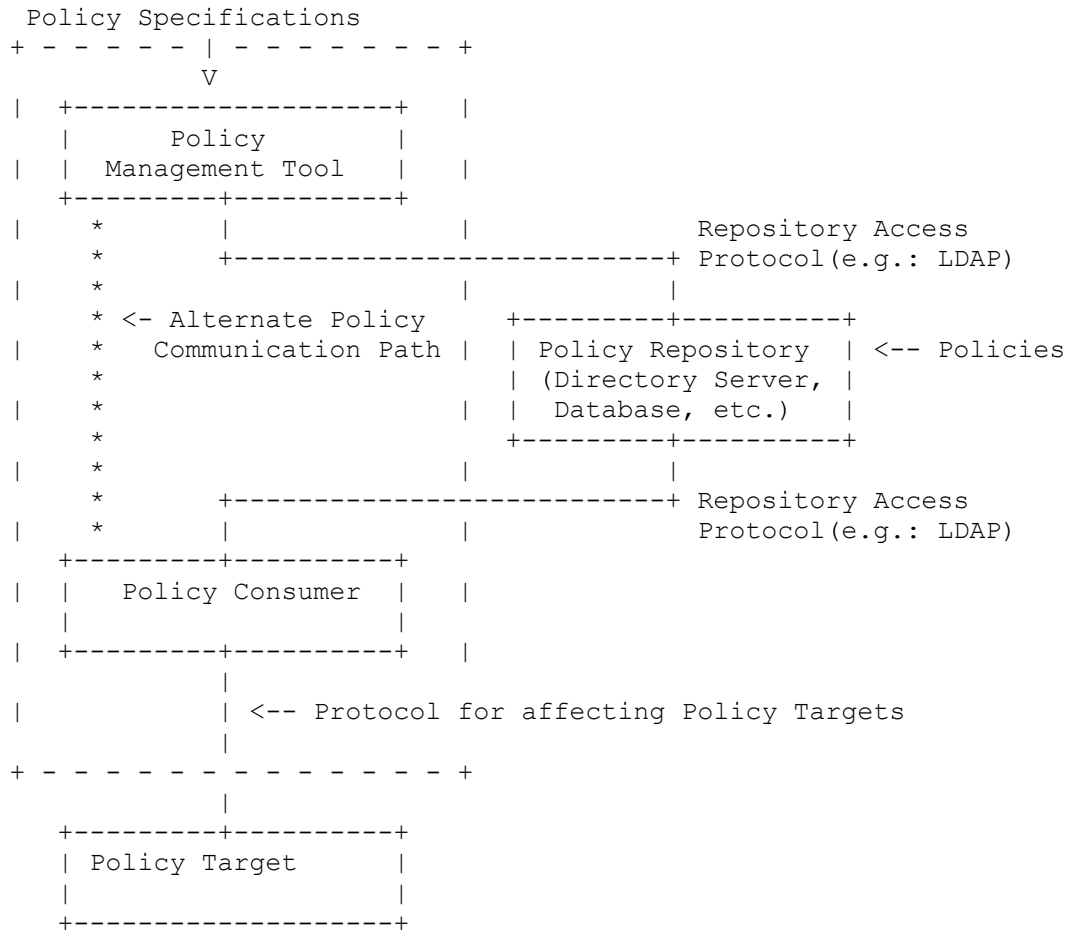 Policy Specifications
V
Policy
Management Tool
Repository Access
Protocol(e.g.: LDAP)
<- Alternate Policy
Communication Path
Policy Repository
(Directory Server,
Database, etc.)
<-- Policies
Repository Access
Protocol(e.g.: LDAP)
Policy Consumer
<-- Protocol for affecting Policy Targets
Policy Target